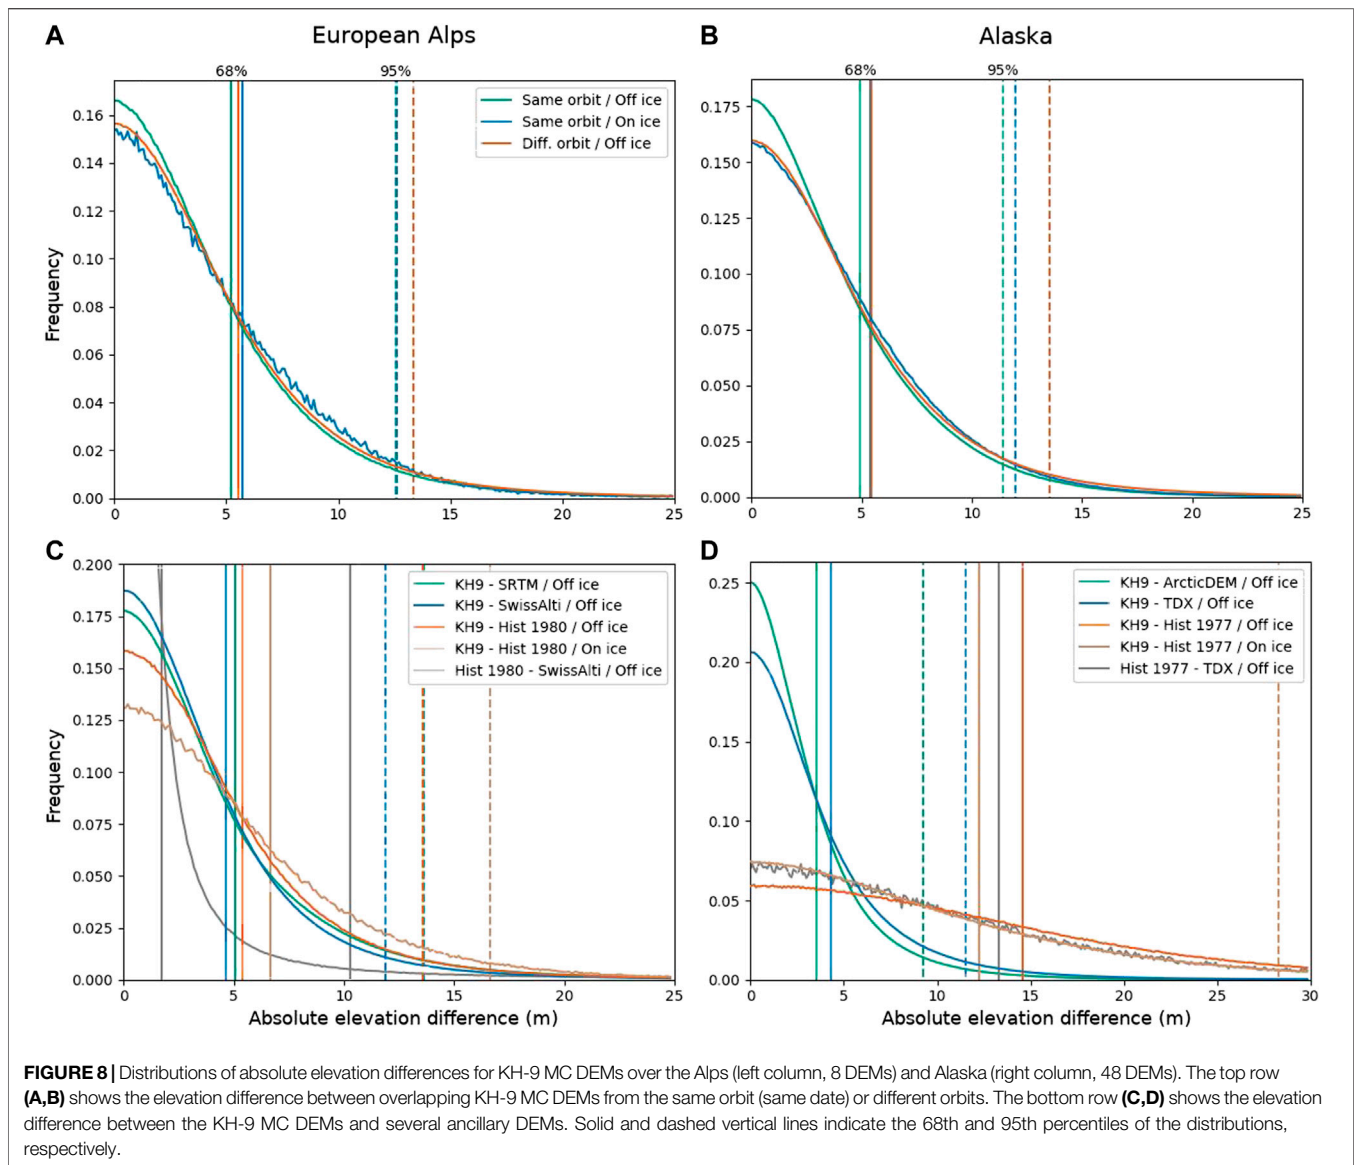 A
European Alps
68%
95%
Same orbit / Off ice
Same orbit / On ice
Diff. orbit / Off ice
Frequency
0.16
0.14
0.12
0.10
0.08
0.06
0.04
0.02
0.00
0 5 10 15 20 25
B
Alaska
68%
95%
0.175
0.150
0.125
0.100
0.075
0.050
0.025
0.000
0 5 10 15 20 25
C
KH9 - SRTM / Off ice
KH9 - SwissAlti / Off ice
KH9 - Hist 1980 / Off ice
KH9 - Hist 1980 / On ice
Hist 1980 - SwissAlti / Off ice
Frequency
0.200
0.175
0.150
0.125
0.100
0.075
0.050
0.025
0.000
0 5 10 15 20 25
Absolute elevation difference (m)
D
KH9 - ArcticDEM / Off ice
KH9 - TDX / Off ice
KH9 - Hist 1977 / Off ice
KH9 - Hist 1977 / On ice
Hist 1977 - TDX / Off ice
0.25
0.20
0.15
0.10
0.05
0.00
0 5 10 15 20 25 30
Absolute elevation difference (m)
FIGURE 8 | Distributions of absolute elevation differences for KH-9 MC DEMs over the Alps (left column, 8 DEMs) and Alaska (right column, 48 DEMs). The top row
(A,B) shows the elevation difference between overlapping KH-9 MC DEMs from the same orbit (same date) or different orbits. The bottom row (C,D) shows the elevation
difference between the KH-9 MC DEMs and several ancillary DEMs. Solid and dashed vertical lines indicate the 68th and 95th percentiles of the distributions,
respectively.